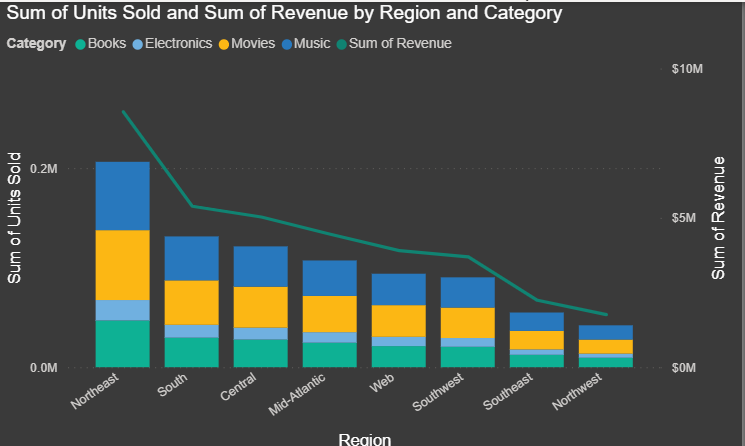 Sum of Units Sold and Sum of Revenue by Region and Category
Category Books Electronics Movies Music Sum of Revenue
$10M
0.2M
$5M
0.0M
$0M
Sum of Units Sold
Sum of Revenue
Northeast
South
Central
Mid-Atlantic
Web
Southwest
Southeast
Northwest
Region